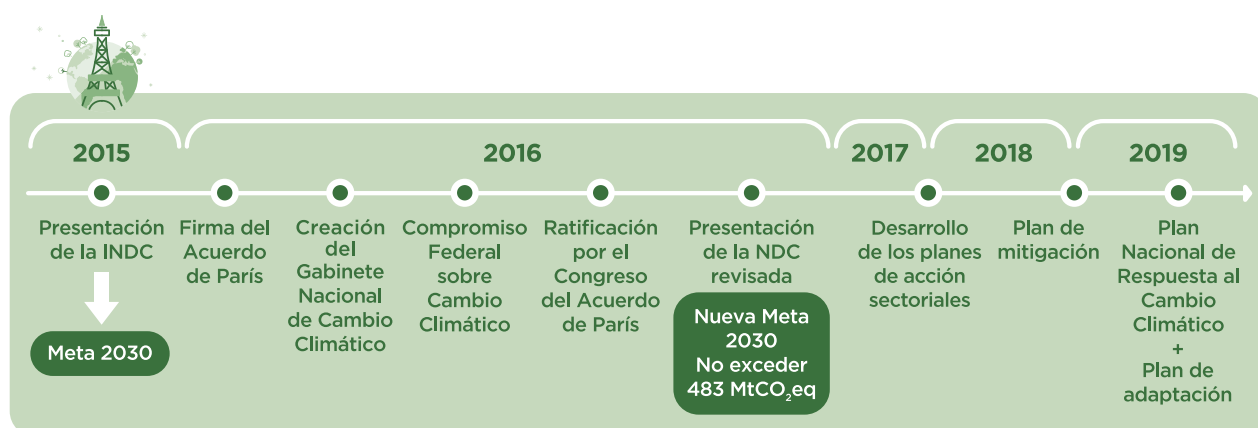 2015
2016
2017
2018
2019
Presentación
de la INDC
Meta 2030
Firma del
Acuerdo
de París
Creación
del
Gabinete
Nacional
de Cambio
Climático
Compromiso
Federal
sobre
Cambio
Climático
Ratificación
por el
Congreso
del Acuerdo
de París
Presentación
de la NDC
revisada
Nueva Meta
2030
No exceder
483 MtCO₂eq
Desarrollo
de los planes
de acción
sectoriales
Plan de
mitigación
Plan
Nacional de
Respuesta al
Cambio
Climático
+
Plan de
adaptación